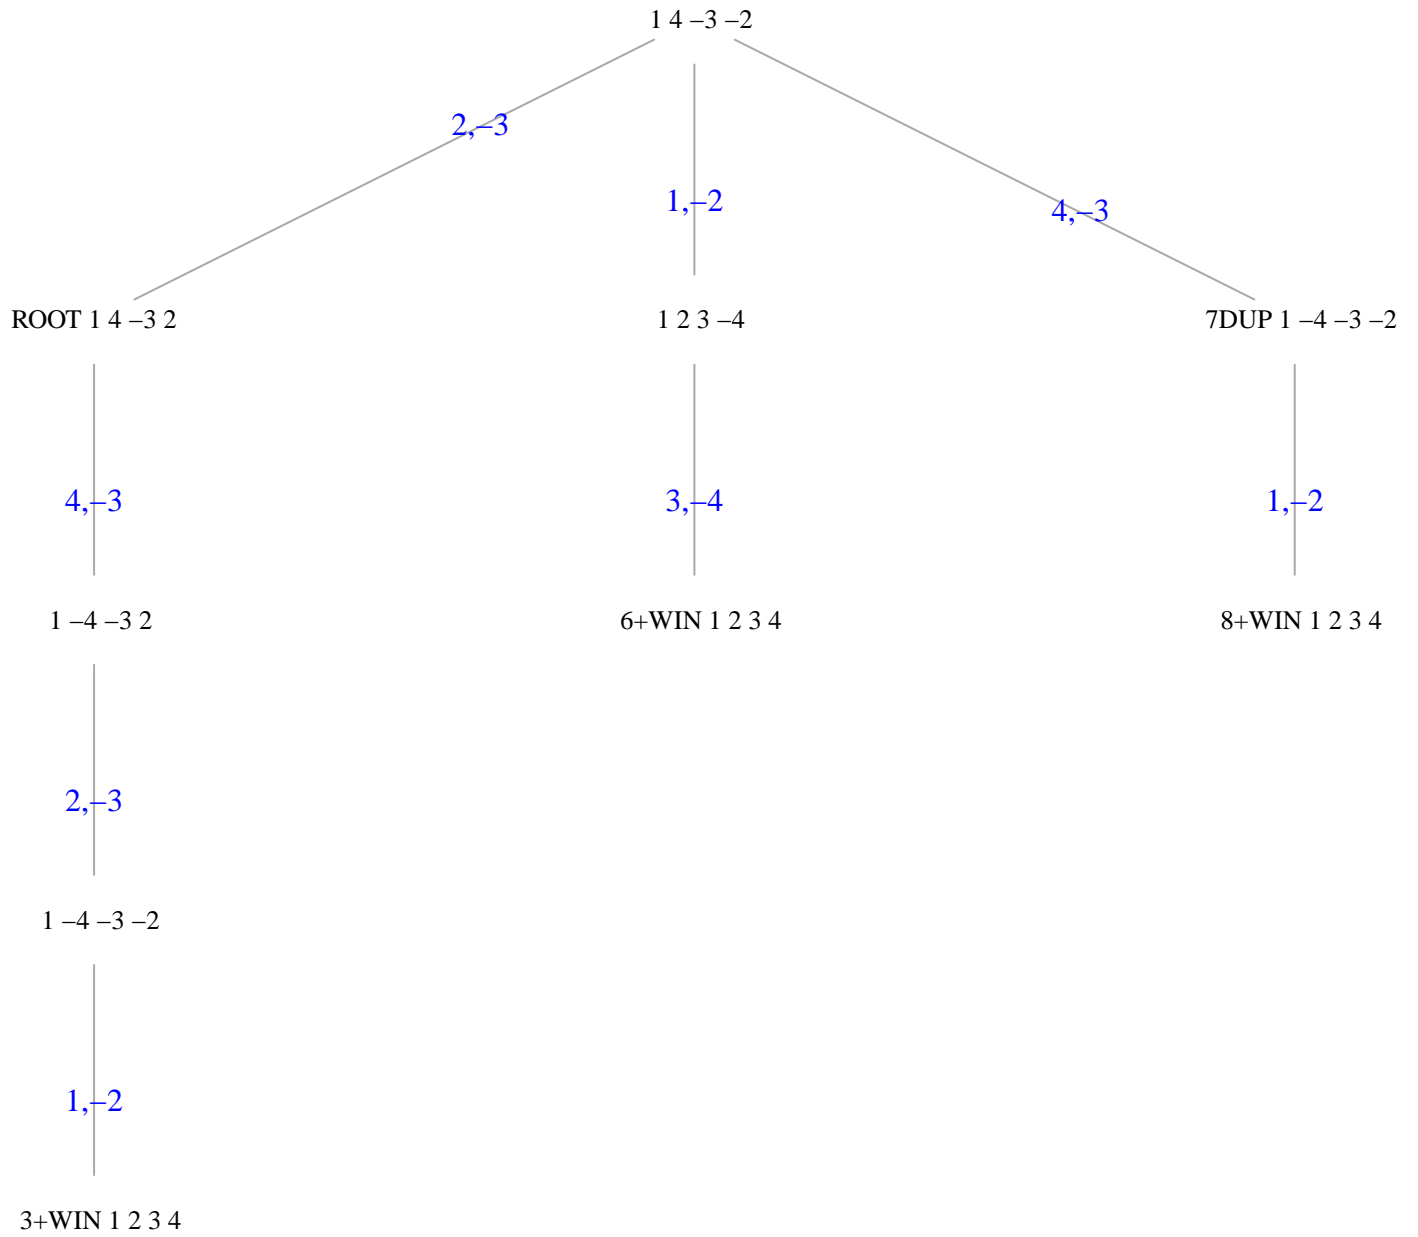 1 4 –3 –2
2,–3
1,–2
4,–3
ROOT 1 4 –3 2
1 2 3 –4
7DUP 1 –4 –3 –2
4,–3
3,–4
1,–2
1 –4 –3 2
6+WIN 1 2 3 4
8+WIN 1 2 3 4
2,–3
1 –4 –3 –2
1,–2
3+WIN 1 2 3 4